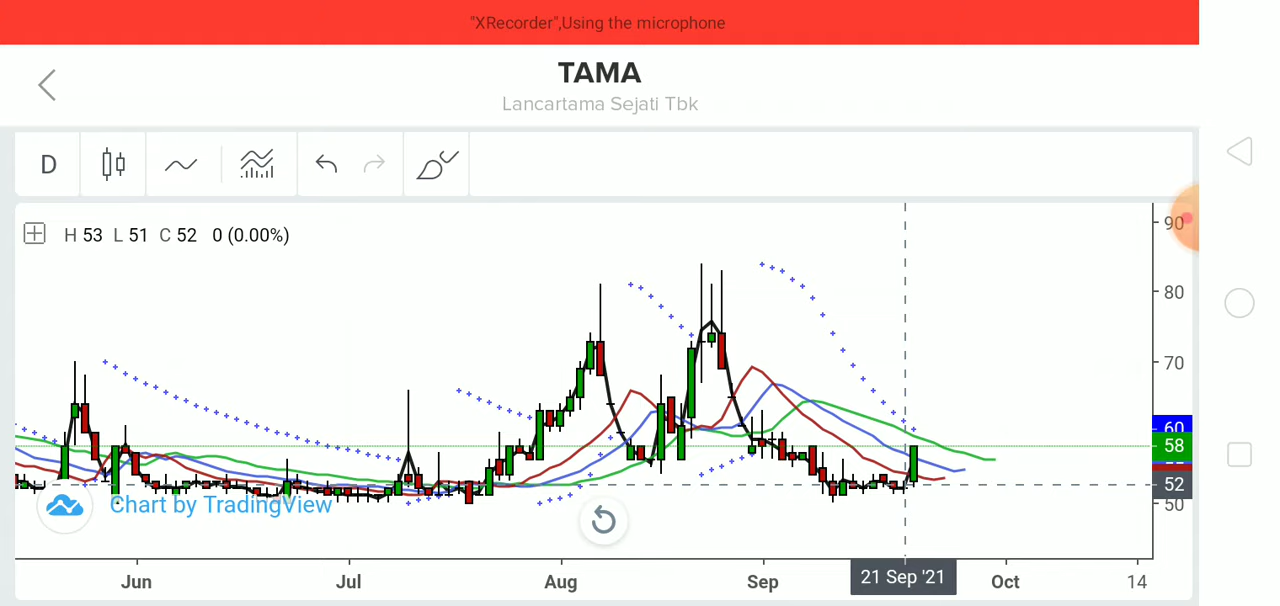 "XRecorder",Using the microphone
TAMA
Lancartama Sejati Tbk
D
H 53 L 51 C 52 0 (0.00%)
90
80
70
60
58
52
50
Chart by TradingView
Jun Jul Aug Sep 21 Sep '21 Oct 14